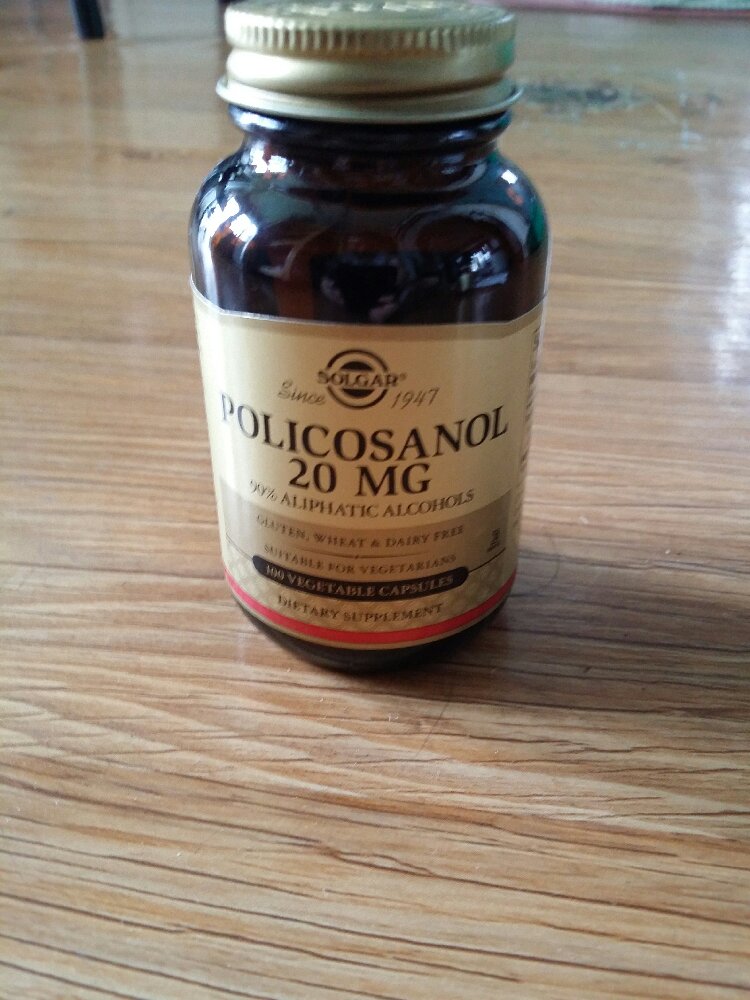 SOLGAR®
Since 1947
POLICOSANOL
20 MG
90% ALIPHATIC ALCOHOLS
GLUTEN, WHEAT & DAIRY FREE
SUITABLE FOR VEGETARIANS
100 VEGETABLE CAPSULES
DIETARY SUPPLEMENT